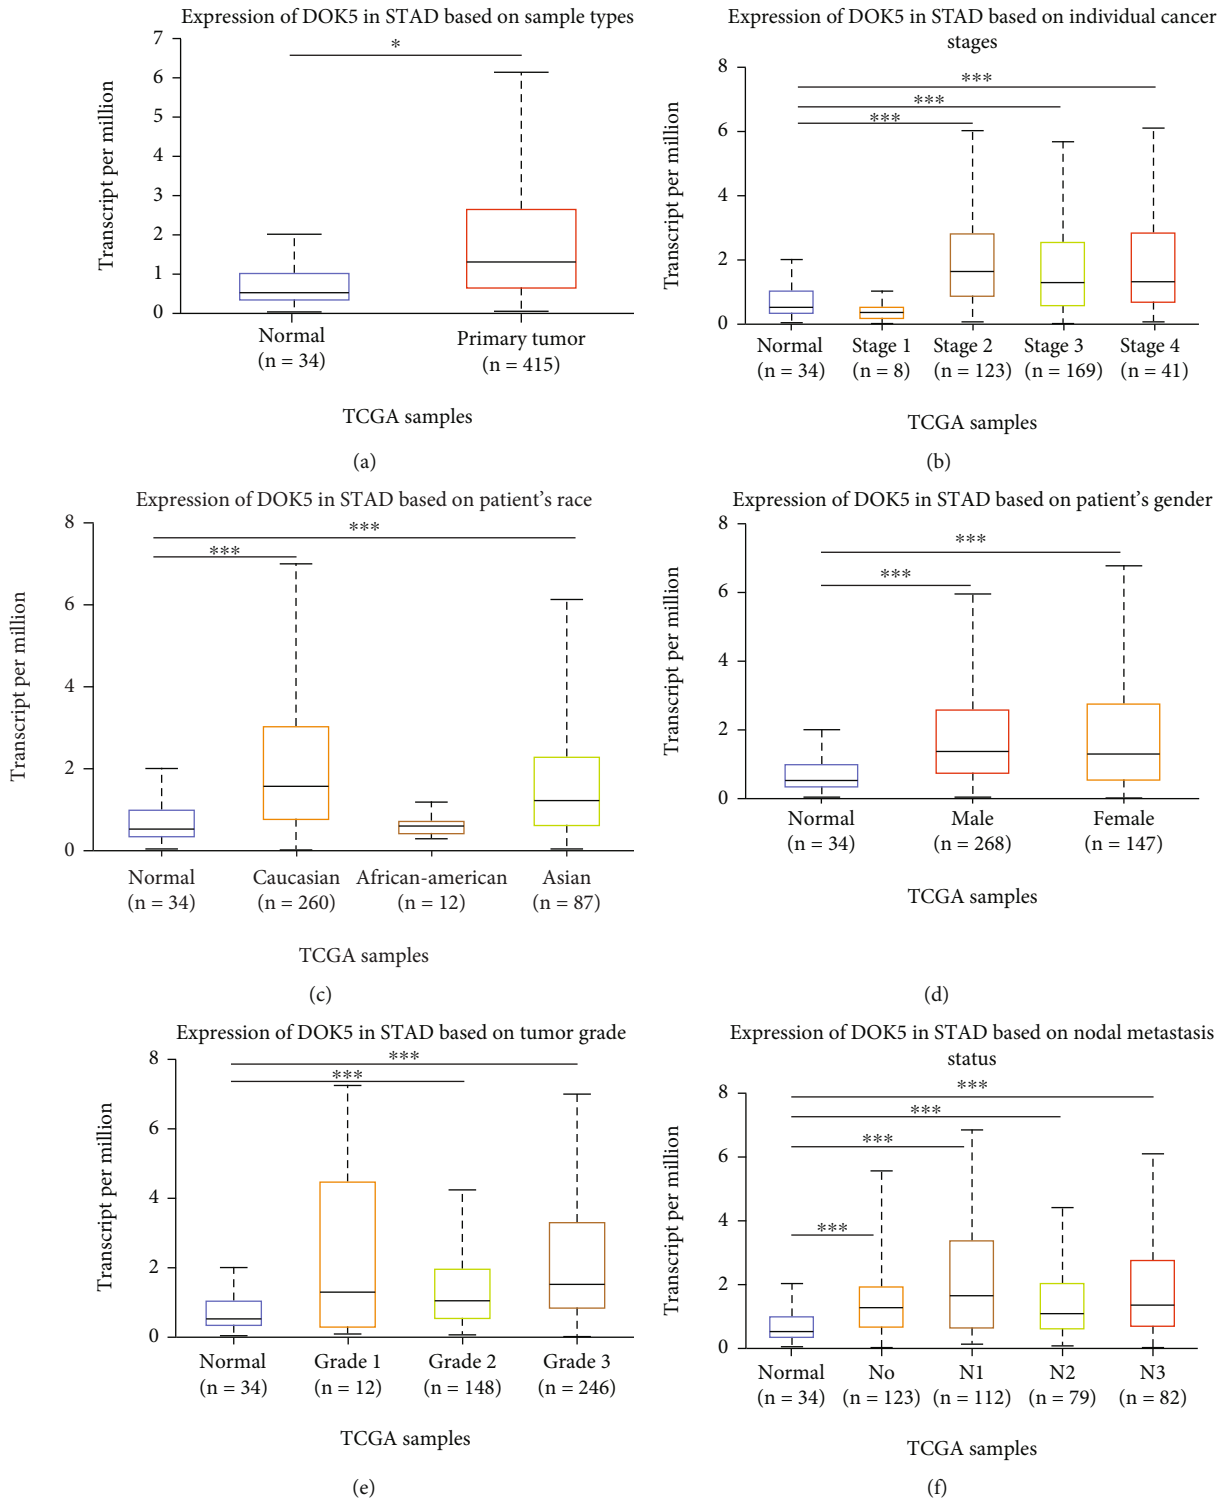 Expression of DOK5 in STAD based on sample types
7
6
5
4
3
2
1
0
Transcript per million
*
Normal
(n = 34)
Primary tumor
(n = 415)
TCGA samples
(a)
Expression of DOK5 in STAD based on individual cancer
stages
8
6
4
2
0
Transcript per million
***
***
***
Normal
(n = 34)
Stage 1
(n = 8)
Stage 2
(n = 123)
Stage 3
(n = 169)
Stage 4
(n = 41)
TCGA samples
(b)
Expression of DOK5 in STAD based on patient's race
8
6
4
2
0
Transcript per million
***
***
Normal
(n = 34)
Caucasian
(n = 260)
African-american
(n = 12)
Asian
(n = 87)
TCGA samples
(c)
Expression of DOK5 in STAD based on patient's gender
8
6
4
2
0
Transcript per million
***
***
Normal
(n = 34)
Male
(n = 268)
Female
(n = 147)
TCGA samples
(d)
Expression of DOK5 in STAD based on tumor grade
8
6
4
2
0
Transcript per million
***
***
Normal
(n = 34)
Grade 1
(n = 12)
Grade 2
(n = 148)
Grade 3
(n = 246)
TCGA samples
(e)
Expression of DOK5 in STAD based on nodal metastasis
status
8
6
4
2
0
Transcript per million
***
***
***
***
Normal
(n = 34)
No
(n = 123)
N1
(n = 112)
N2
(n = 79)
N3
(n = 82)
TCGA samples
(f)